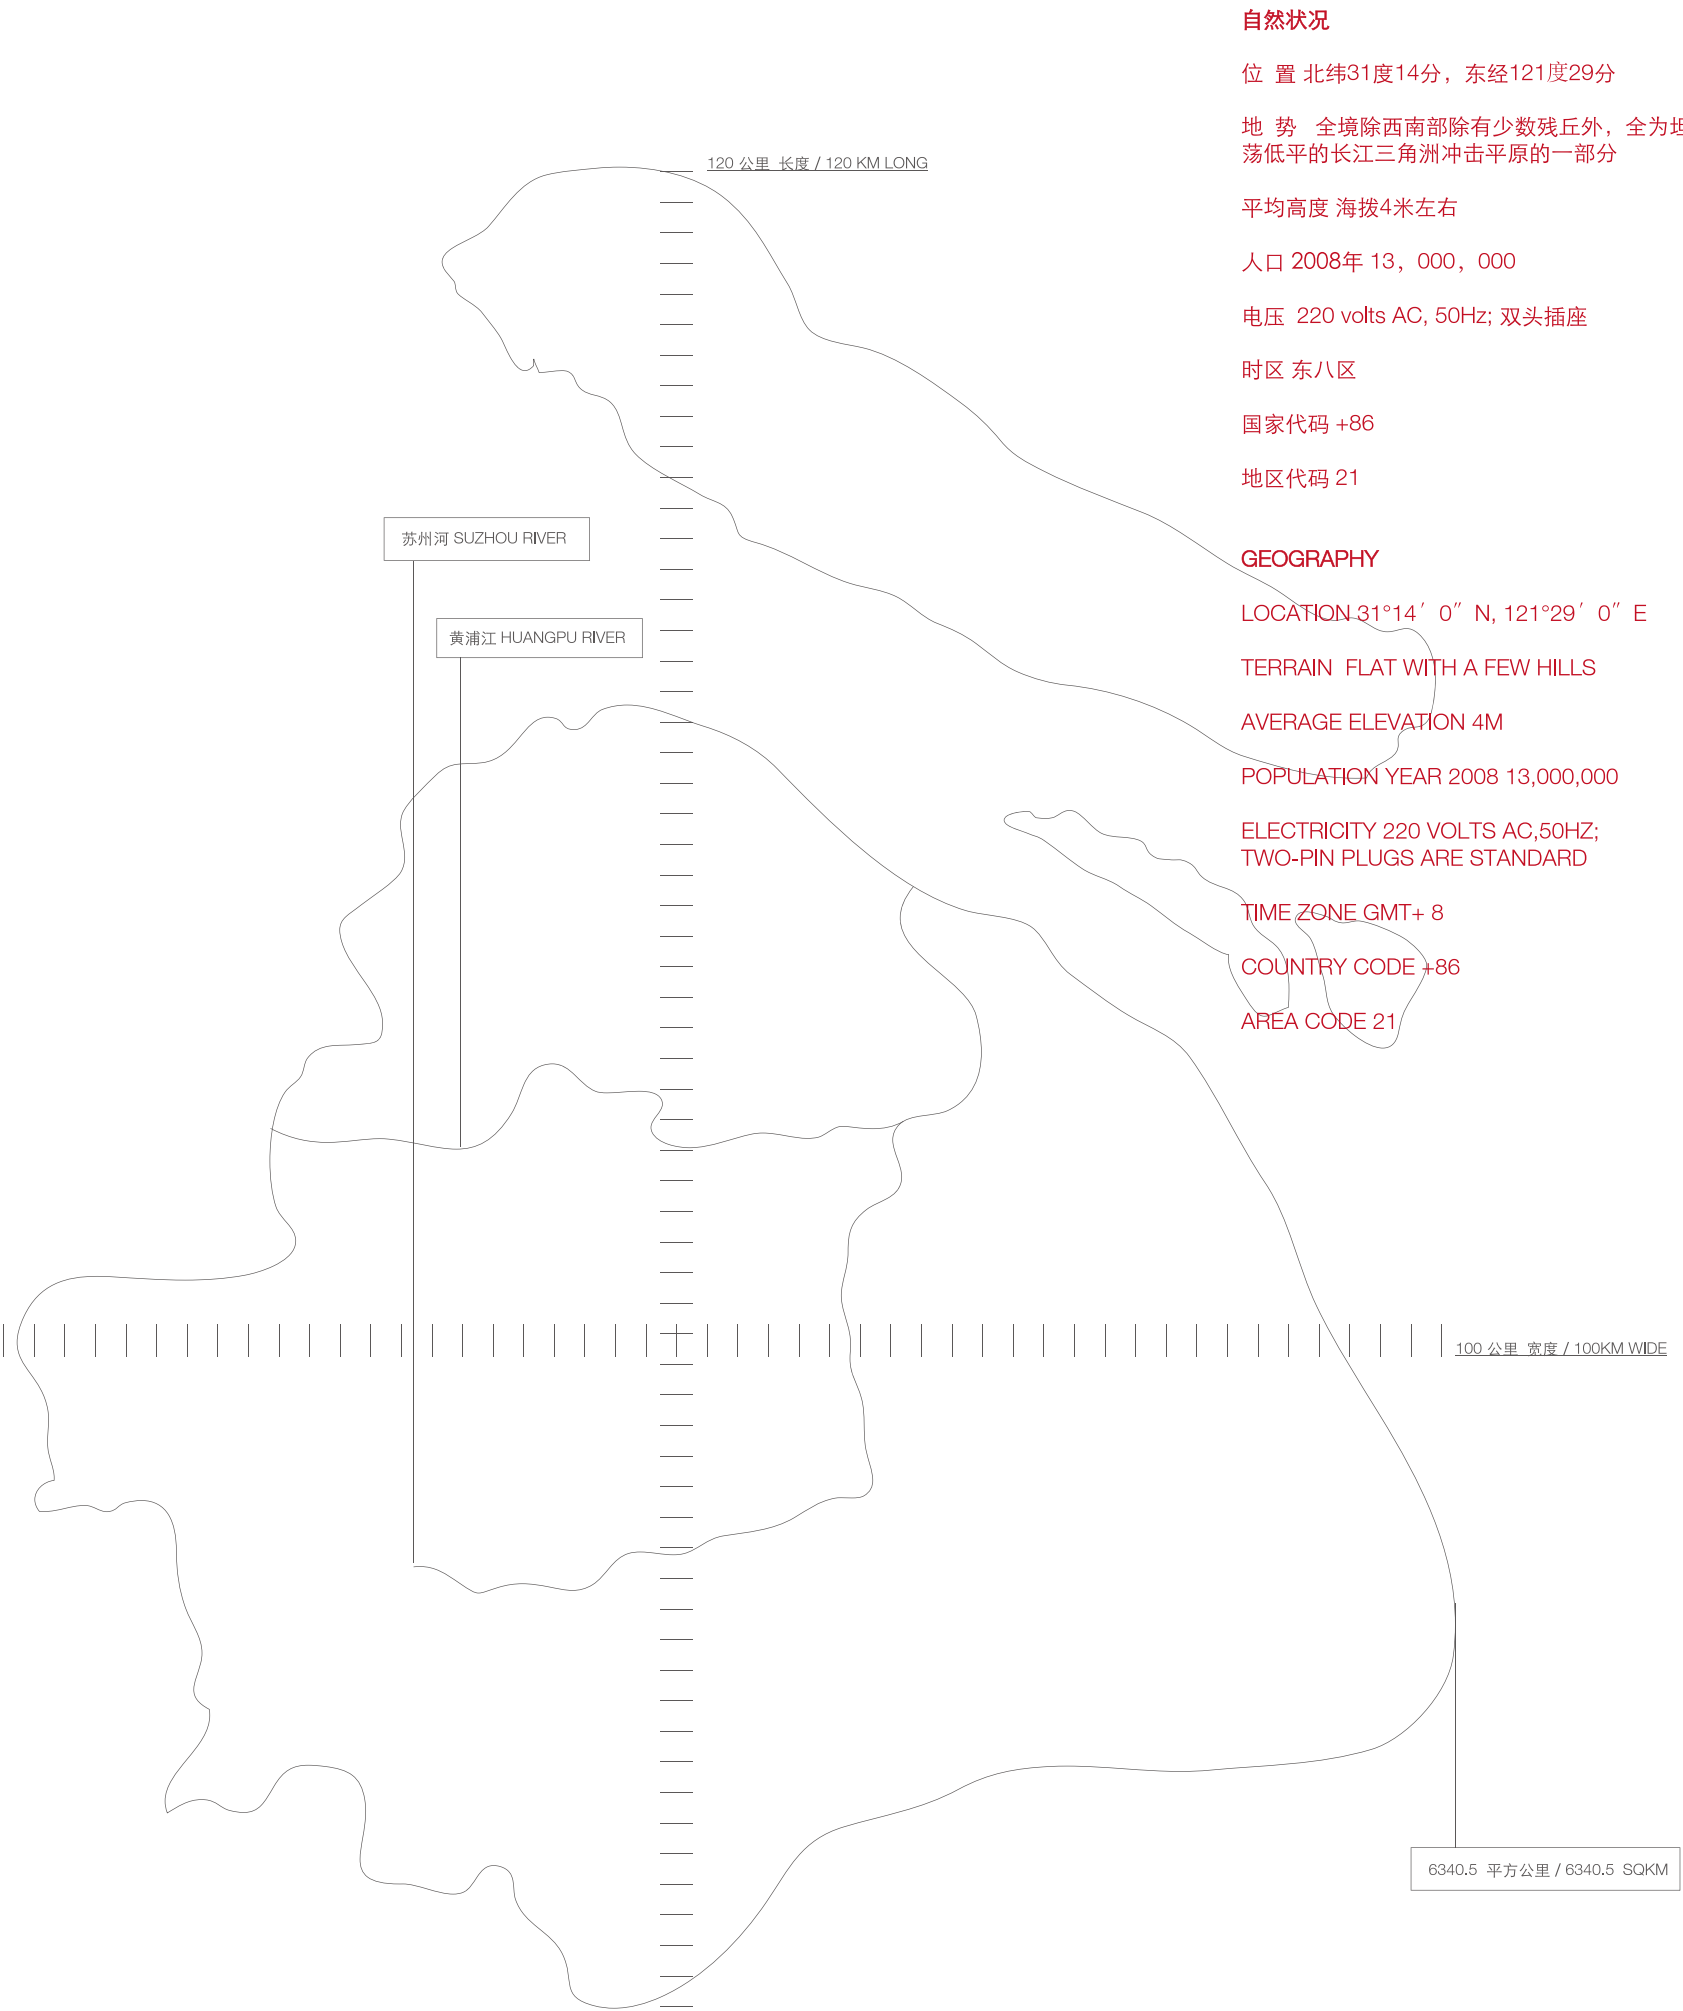 自然状况
位 置 北纬31度14分，东经121度29分
地 势 全境除西南部除有少数残丘外，全为坦
荡低平的长江三角洲冲击平原的一部分
平均高度 海拨4米左右
人口 2008年 13，000，000
电压 220 volts AC, 50Hz; 双头插座
时区 东八区
国家代码 +86
地区代码 21
120 公里 长度 / 120 KM LONG
苏州河 SUZHOU RIVER
黄浦江 HUANGPU RIVER
GEOGRAPHY
LOCATION 31°14′ 0″ N, 121°29′ 0″ E
TERRAIN FLAT WITH A FEW HILLS
AVERAGE ELEVATION 4M
POPULATION YEAR 2008 13,000,000
ELECTRICITY 220 VOLTS AC,50HZ;
TWO-PIN PLUGS ARE STANDARD
TIME ZONE GMT+ 8
COUNTRY CODE +86
AREA CODE 21
100 公里 宽度 / 100KM WIDE
6340.5 平方公里 / 6340.5 SQKM